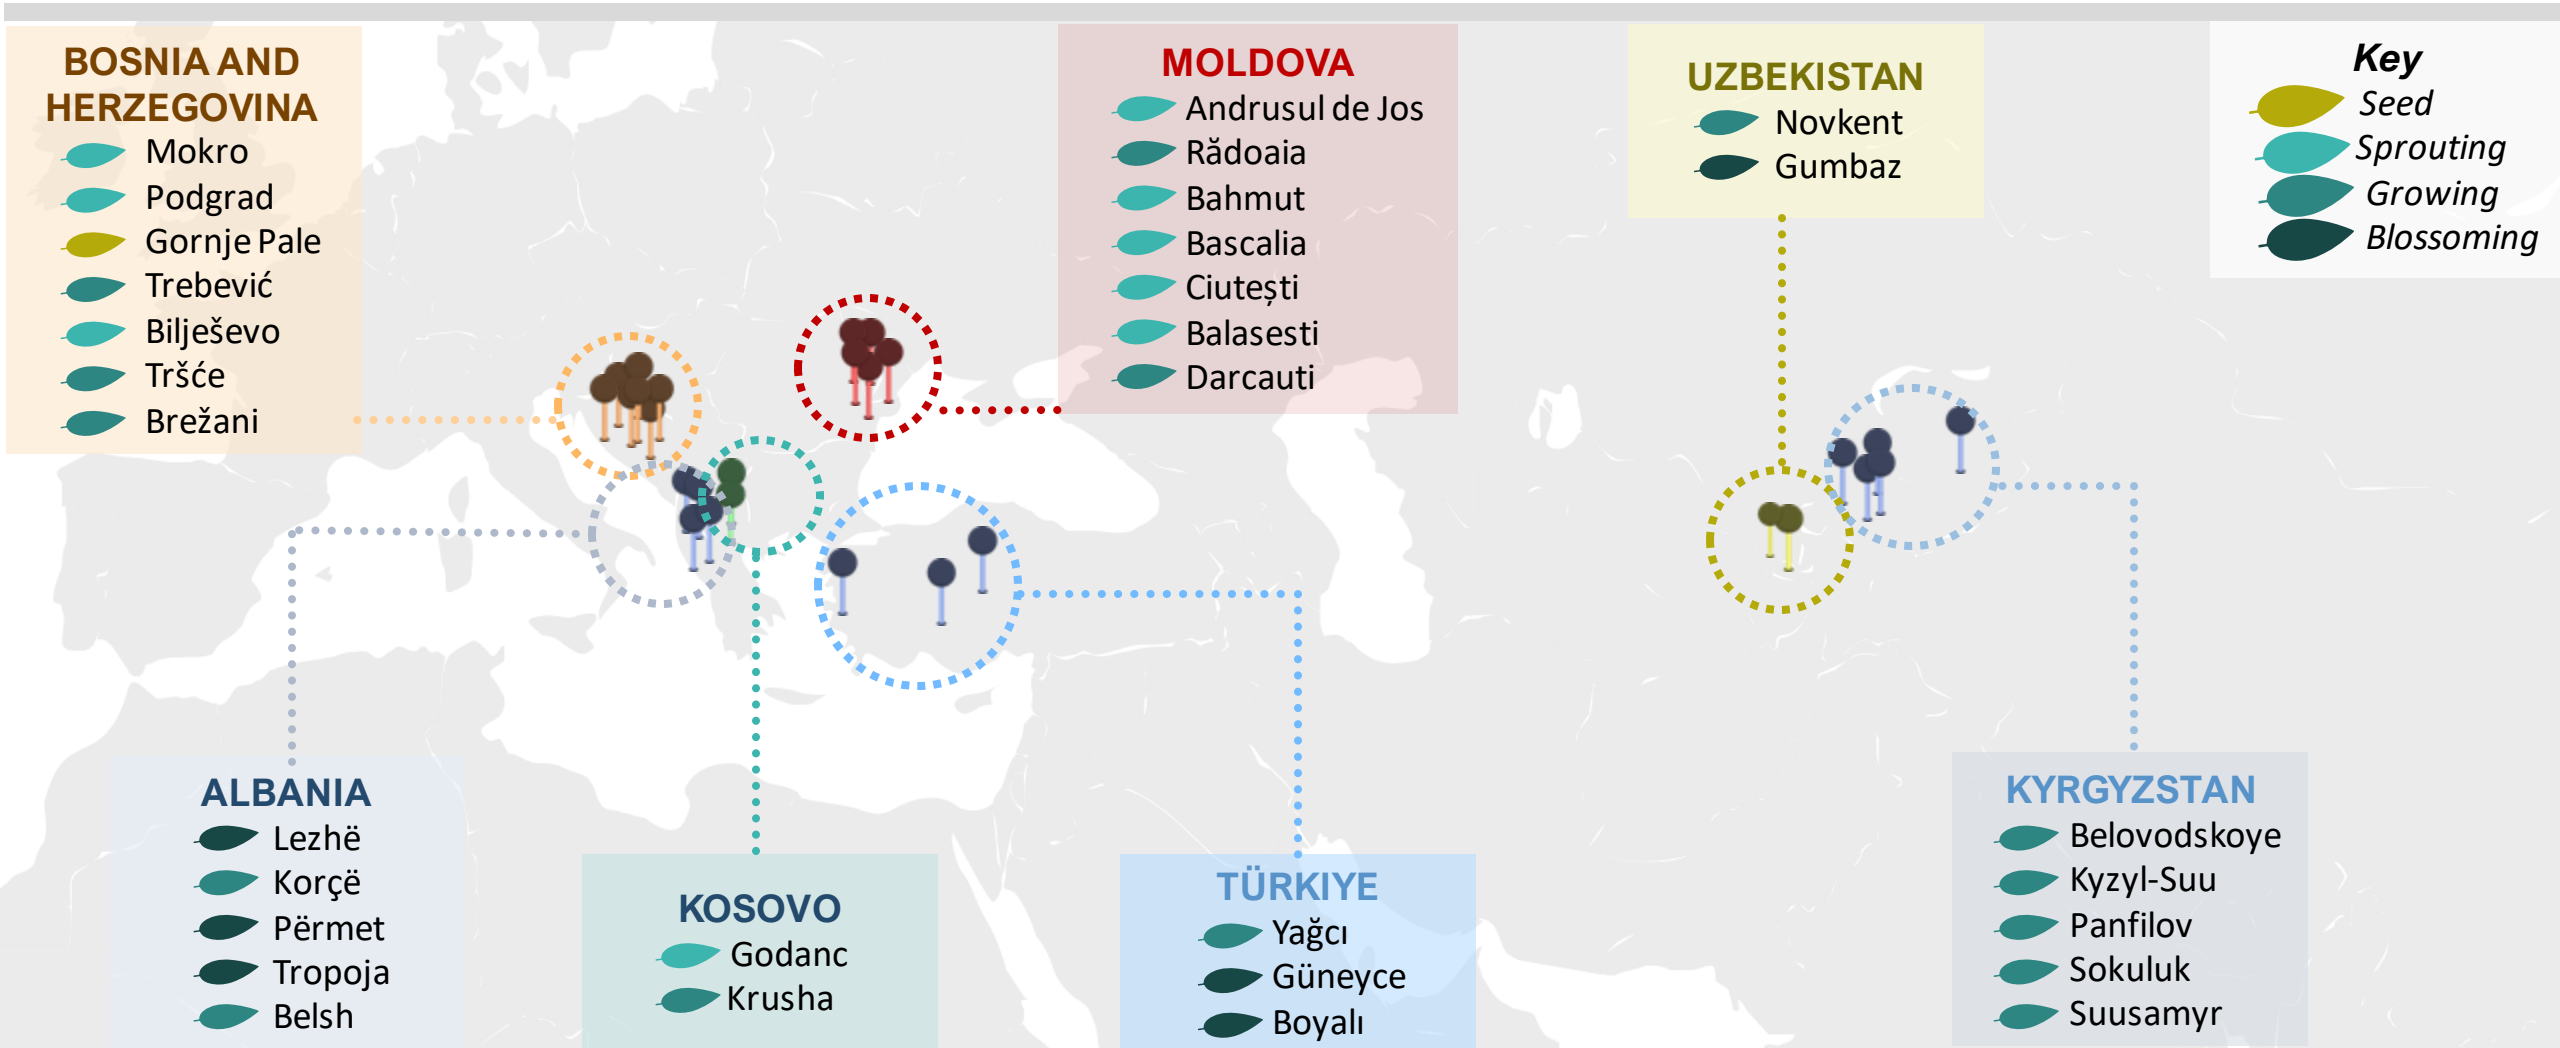 BOSNIA AND
HERZEGOVINA
Mokro
Podgrad
Gornje Pale
Trebević
Bilješevo
Tršće
Brežani
MOLDOVA
Andrusul de Jos
Rădoaia
Bahmut
Bascalia
Ciutești
Balasesti
Darcauti
UZBEKISTAN
Novkent
Gumbaz
Key
Seed
Sprouting
Growing
Blossoming
ALBANIA
Lezhë
Korçë
Përmet
Tropoja
Belsh
KOSOVO
Godanc
Krusha
TÜRKIYE
Yağcı
Güneyce
Boyalı
KYRGYZSTAN
Belovodskoye
Kyzyl-Suu
Panfilov
Sokuluk
Suusamyr